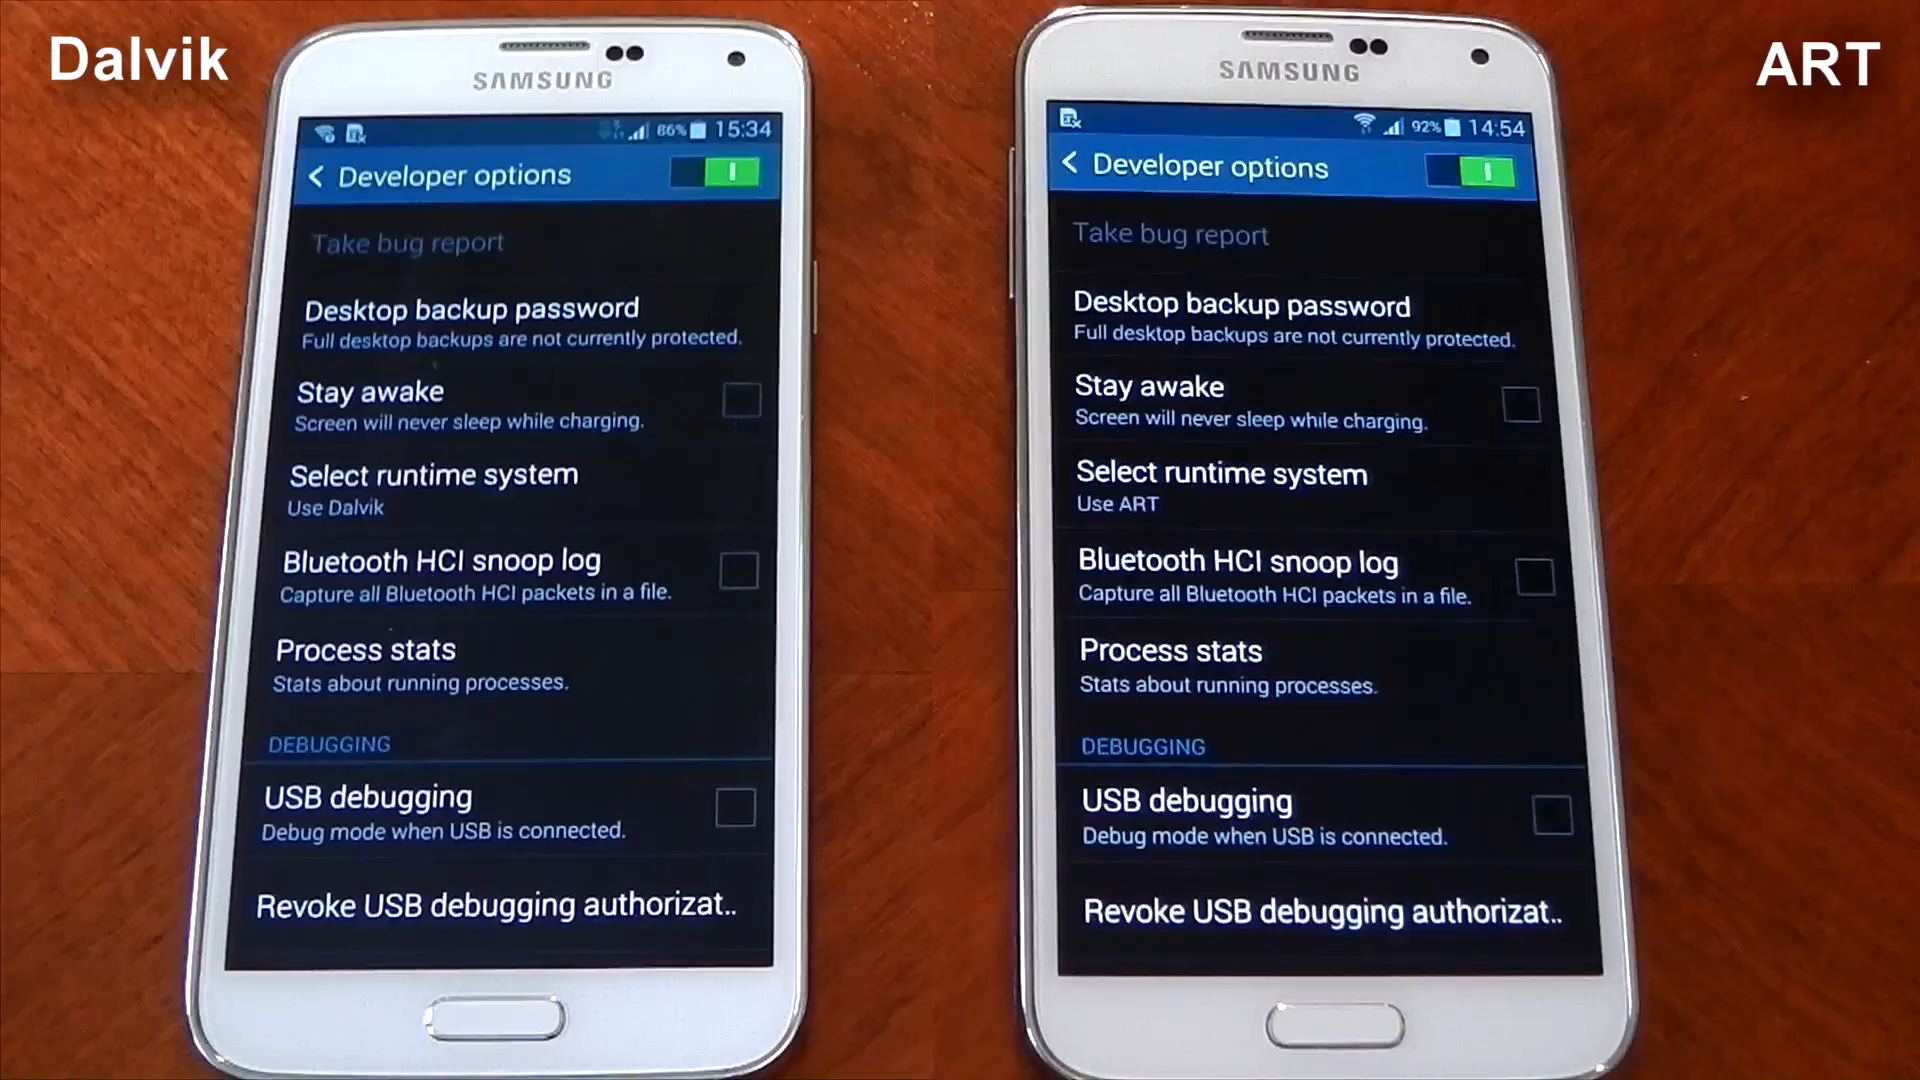 Dalvik
SAMSUNG
86% 15:34
Developer options
Take bug report
Desktop backup password
Full desktop backups are not currently protected.
Stay awake
Screen will never sleep while charging.
Select runtime system
Use Dalvik
Bluetooth HCI snoop log
Capture all Bluetooth HCI packets in a file.
Process stats
Stats about running processes.
DEBUGGING
USB debugging
Debug mode when USB is connected.
Revoke USB debugging authorizat..
ART
SAMSUNG
92% 14:54
Developer options
Take bug report
Desktop backup password
Full desktop backups are not currently protected.
Stay awake
Screen will never sleep while charging.
Select runtime system
Use ART
Bluetooth HCI snoop log
Capture all Bluetooth HCI packets in a file.
Process stats
Stats about running processes.
DEBUGGING
USB debugging
Debug mode when USB is connected.
Revoke USB debugging authorizat..